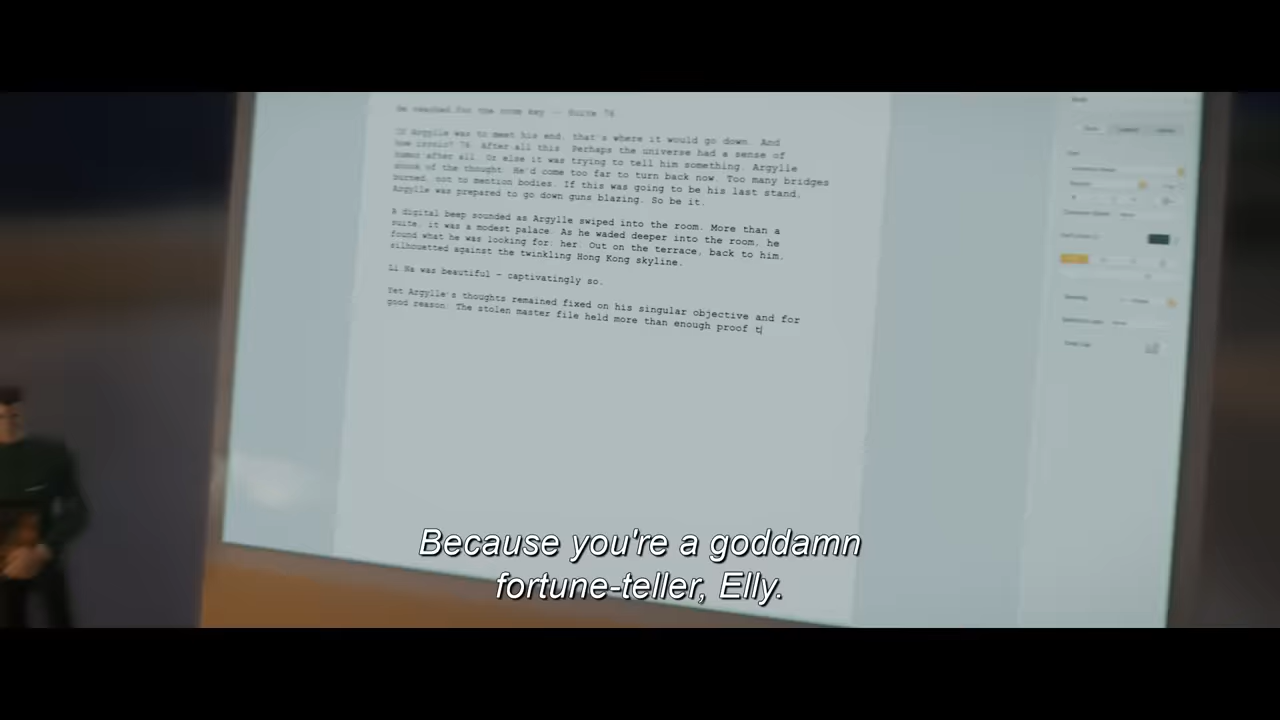 He reached for the room key -- Suite 76
If Argylle was to meet his end, that's where it would go down. And
how ironic? 76. After all this. Perhaps the universe had a sense of
humor after all. Or else it was trying to tell him something. Argylle
shook of the thought. He'd come too far to turn back now. Too many bridges
burned, not to mention bodies. If this was going to be his last stand,
Argylle was prepared to go down guns blazing. So be it.
A digital beep sounded as Argylle swiped into the room. More than a
suite, it was a modest palace. As he waded deeper into the room, he
found what he was looking for: her. Out on the terrace, back to him,
silhouetted against the twinkling Hong Kong skyline.
Li Na was beautiful - captivatingly so.
Yet Argylle's thoughts remained fixed on his singular objective and for
good reason. The stolen master file held more than enough proof t
Because you're a goddamn
fortune-teller, Elly.